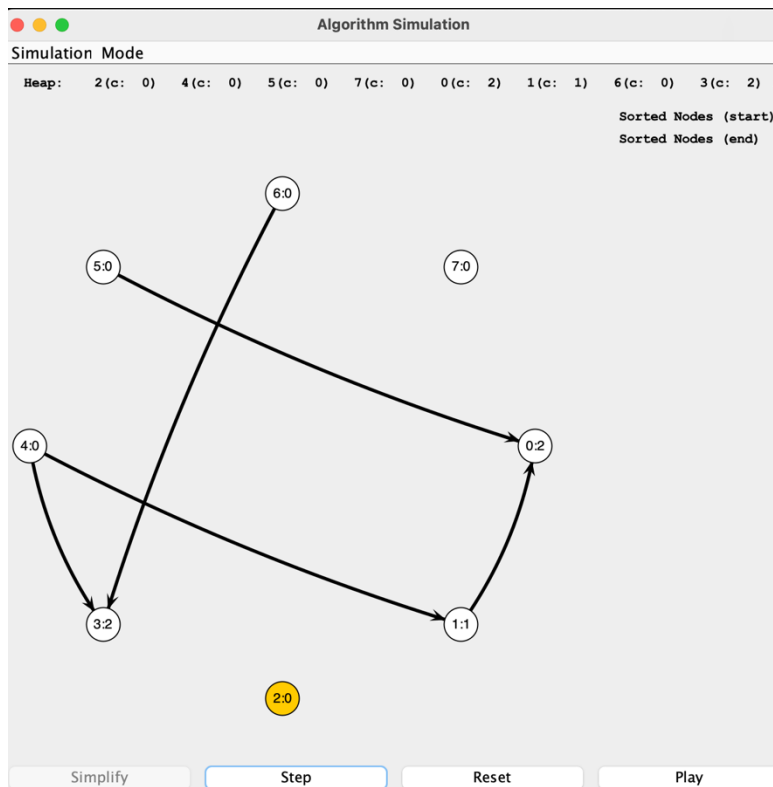 Algorithm Simulation
Simulation Mode
Heap: 2(c: 0) 4(c: 0) 5(c: 0) 7(c: 0) 0(c: 2) 1(c: 1) 6(c: 0) 3(c: 2)
Sorted Nodes (start)
Sorted Nodes (end)
6:0
5:0 7:0
4:0 0:2
3:2 1:1
2:0
Simplify Step Reset Play